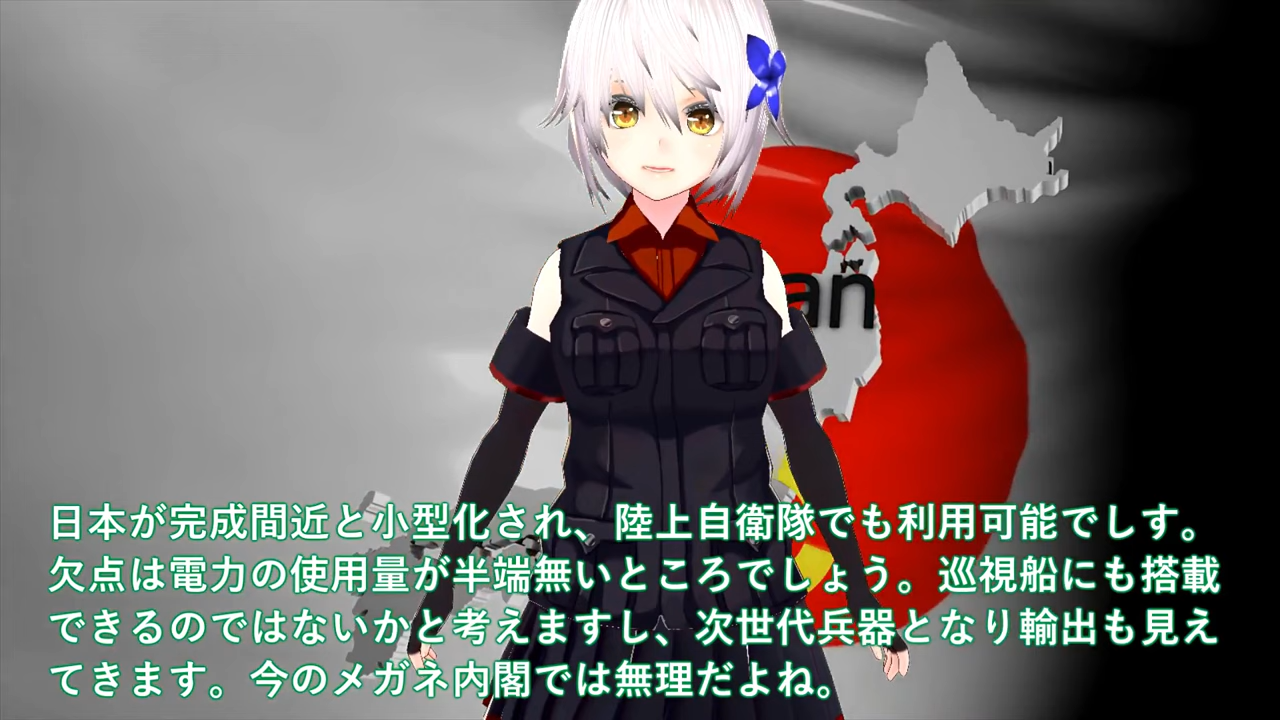 an
日本が完成間近と小型化され、陸上自衛隊でも利用可能でしす。
欠点は電力の使用量が半端無いところでしょう。巡視船にも搭載
できるのではないかと考えますし、次世代兵器となり輸出も見え
てきます。今のメガネ内閣では無理だよね。